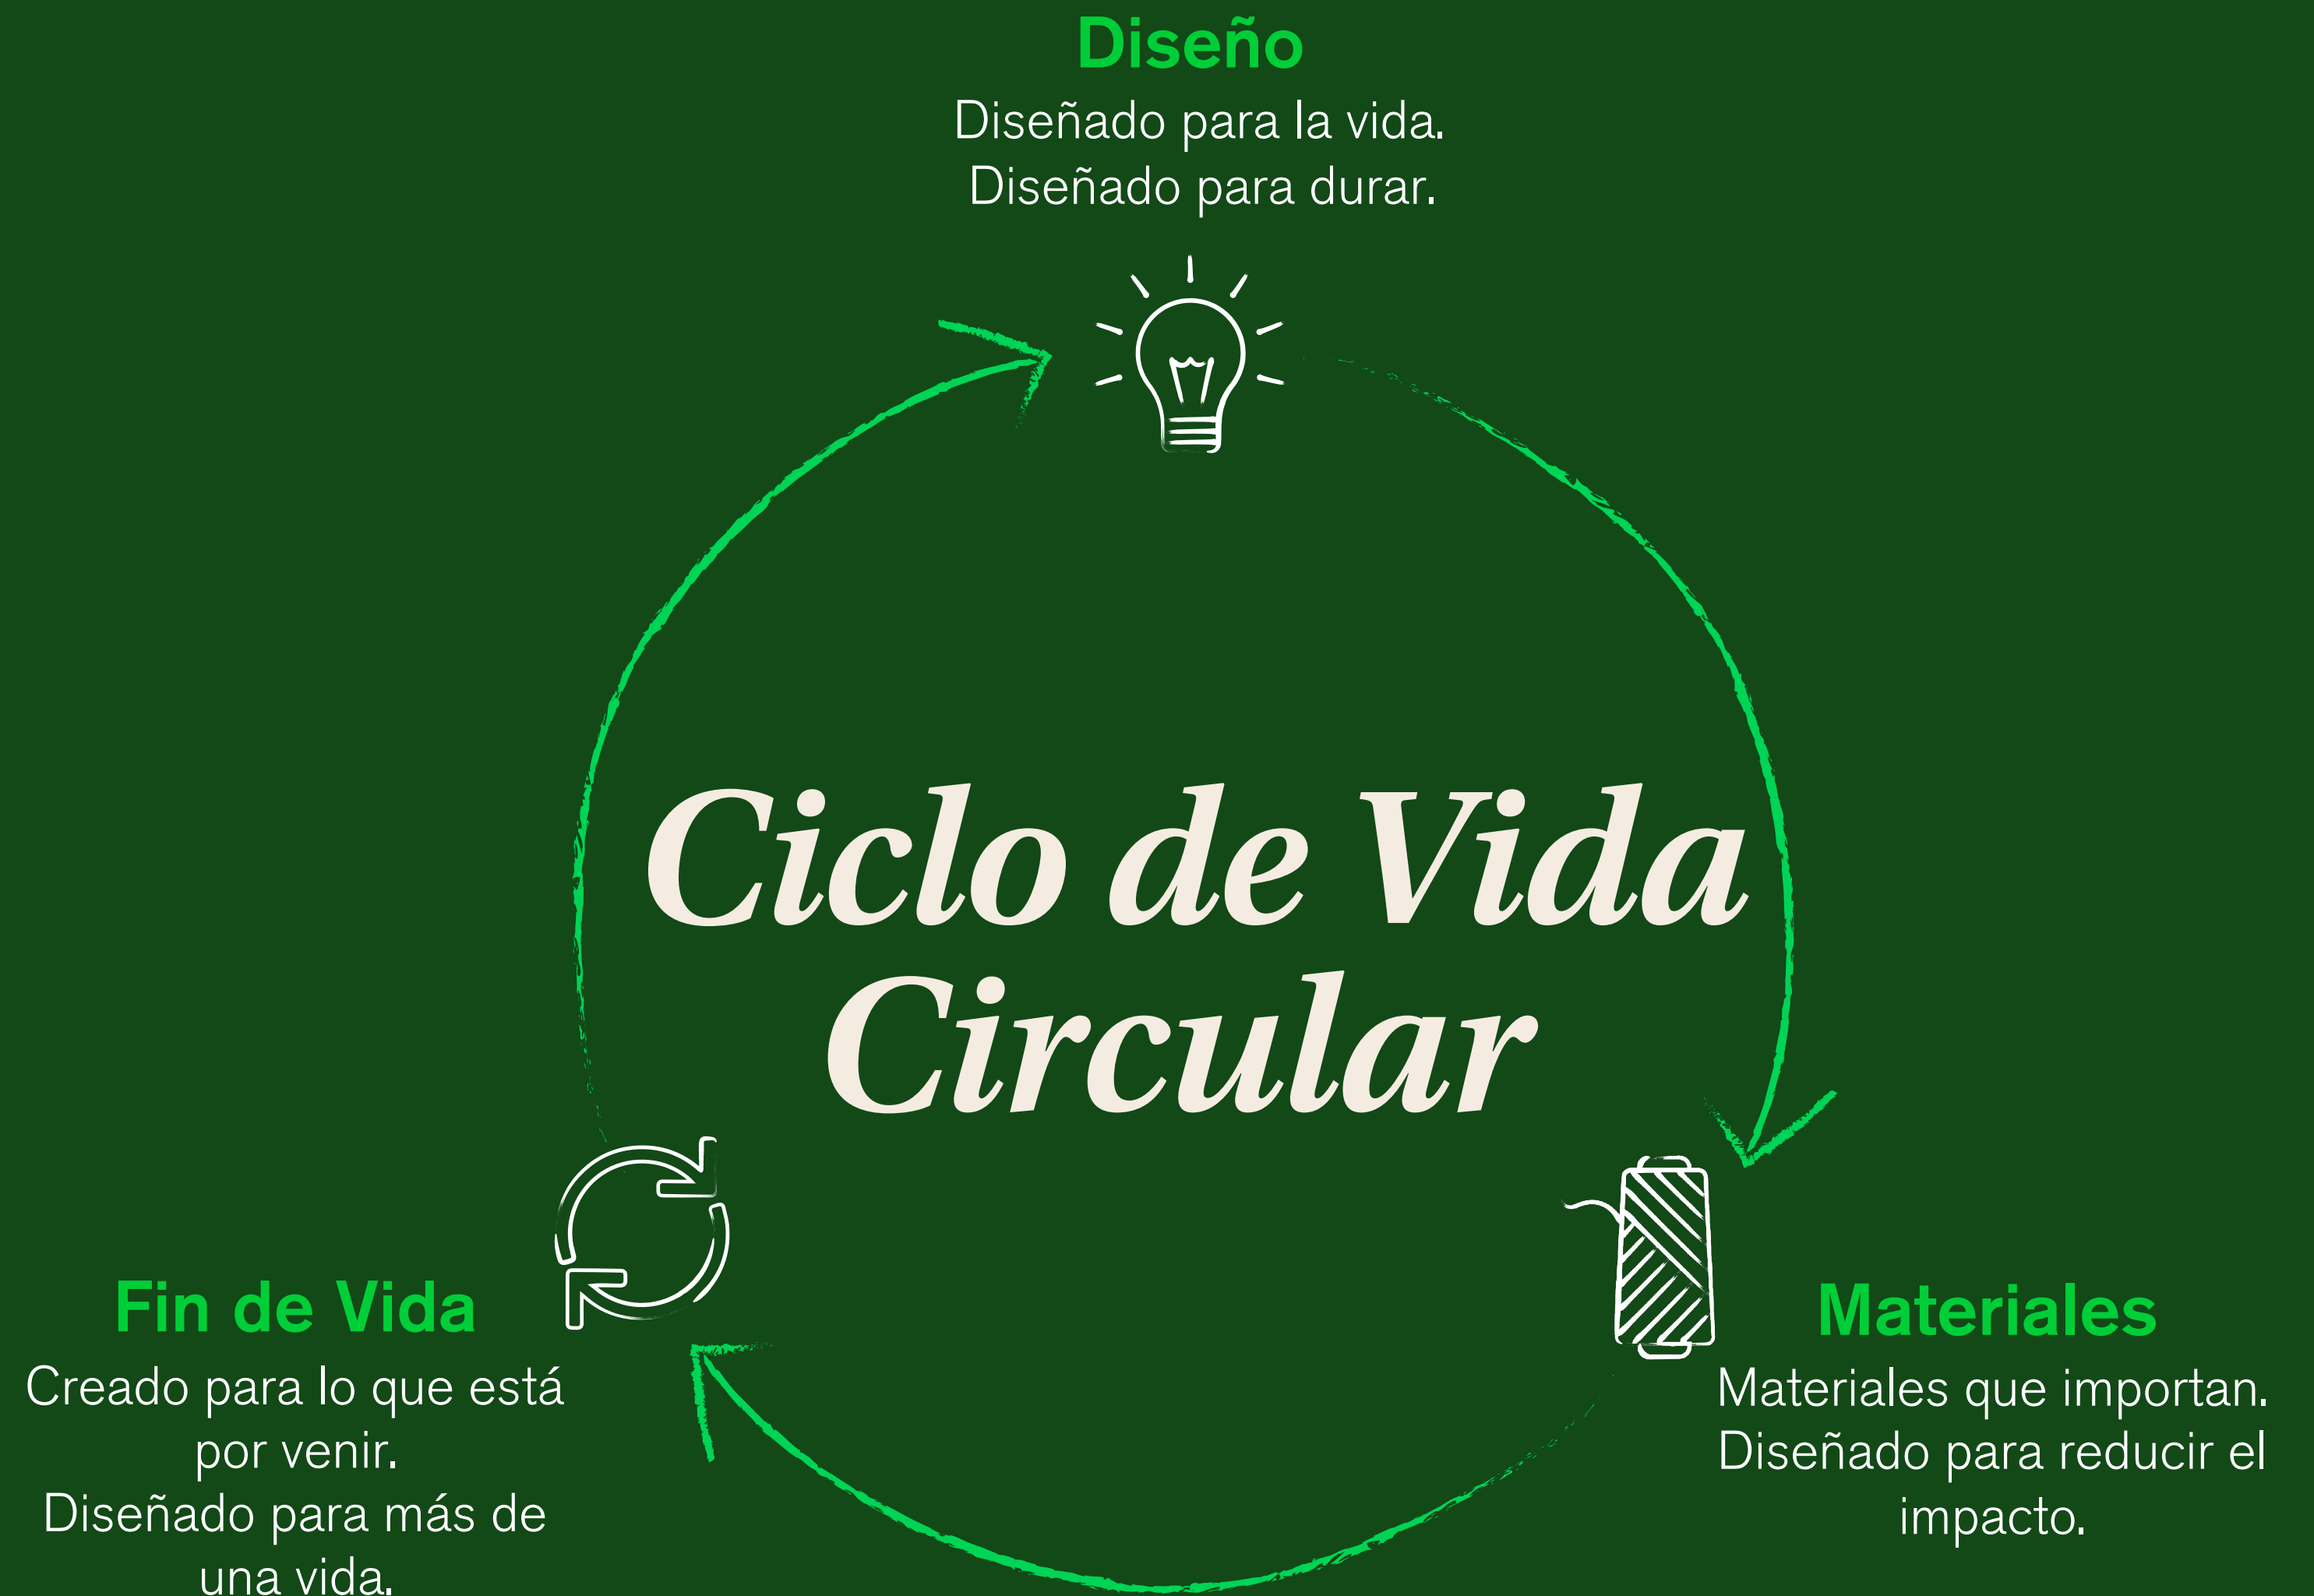 Diseño
Diseñado para la vida.
Diseñado para durar.
Ciclo de Vida
Circular
Fin de Vida
Creado para lo que está
por venir.
Diseñado para más de
una vida.
Materiales
Materiales que importan.
Diseñado para reducir el
impacto.